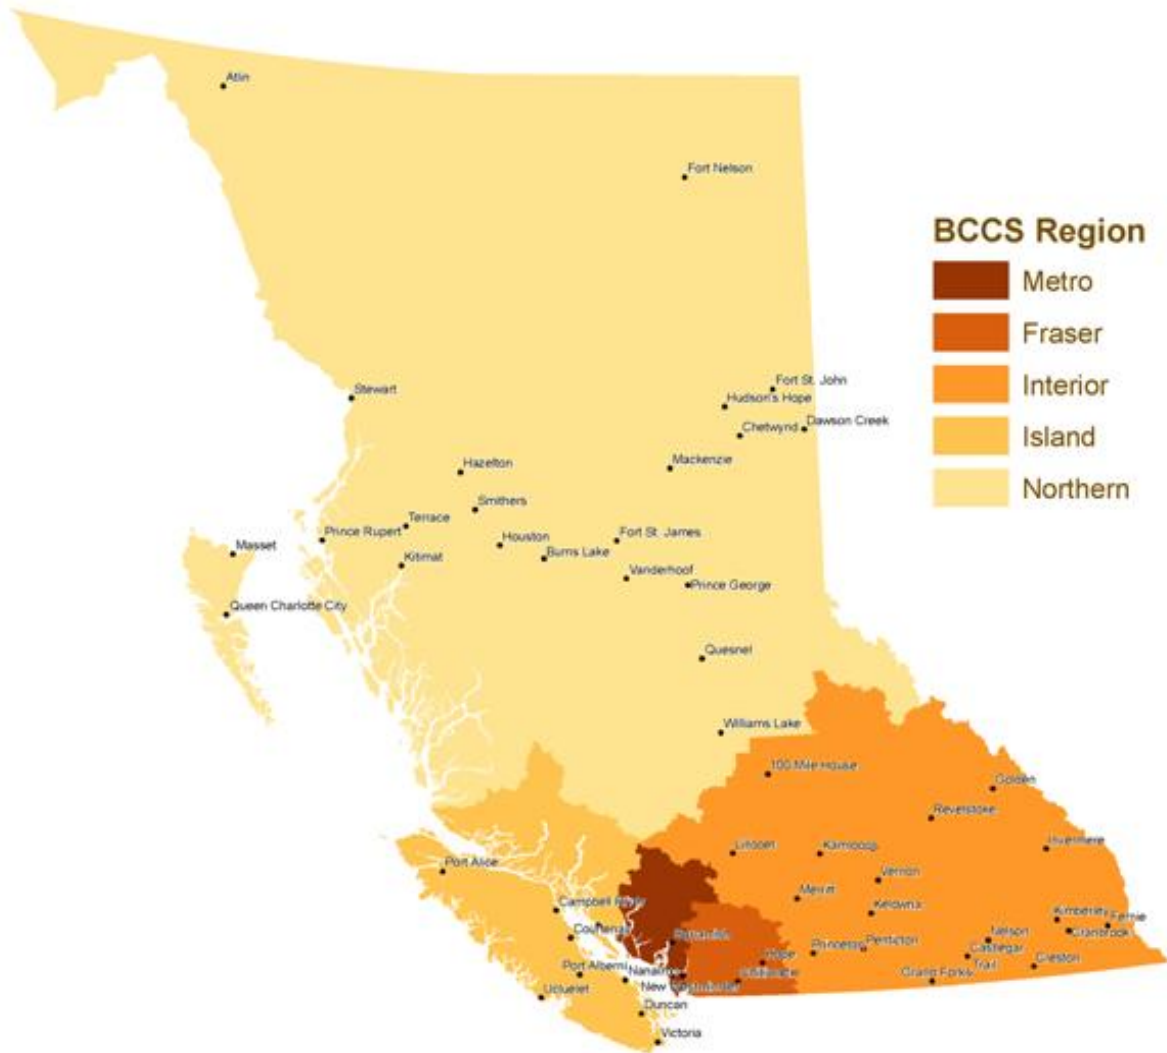 Atlin
Fort Nelson
BCCS Region
Metro
Fraser
Interior
Island
Northern
Stewart
Fort St. John
Hudson's Hope
Chetwynd
Dawson Creek
Mackenzie
Hazelton
Smithers
Terrace
Prince Rupert
Houston
Fort St. James
Burns Lake
Masset
Kitimat
Vanderhoof
Prince George
Queen Charlotte City
Quesnel
Williams Lake
100 Mile House
Golden
Revelstoke
Lillooet
Kamloops
Invermere
Port Alice
Vernon
Merritt
Campbell River
Kelowna
Kimberley
Fernie
Cranbrook
Courtenay
Squamish
Princeton
Penticton
Nelson
Castlegar
Trail
Creston
Hope
Port Alberni
Nanaimo
Chilliwack
Grand Forks
New Westminster
Ucluelet
Duncan
Victoria